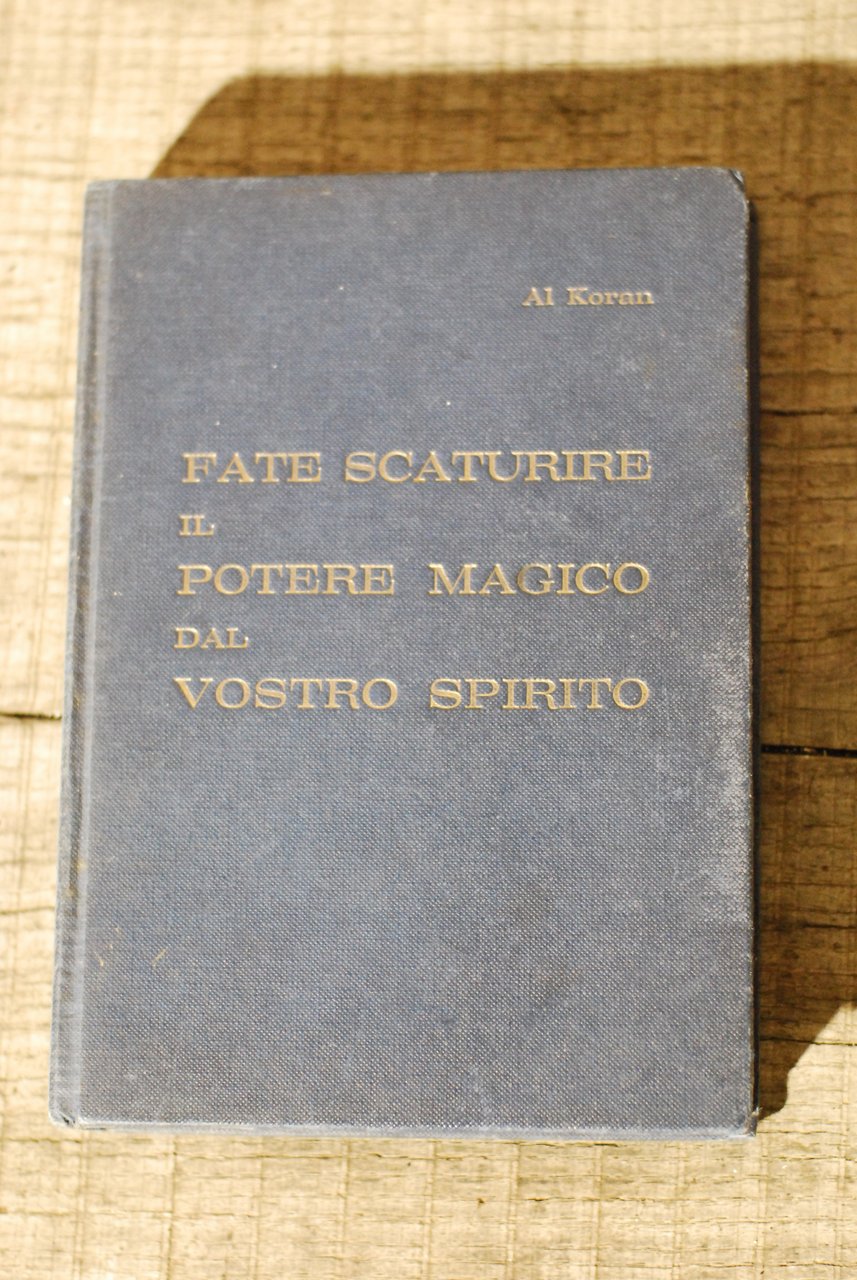 Al Koran
FATE SCATURIRE
IL
POTERE MAGICO
DAL
VOSTRO SPIRITO